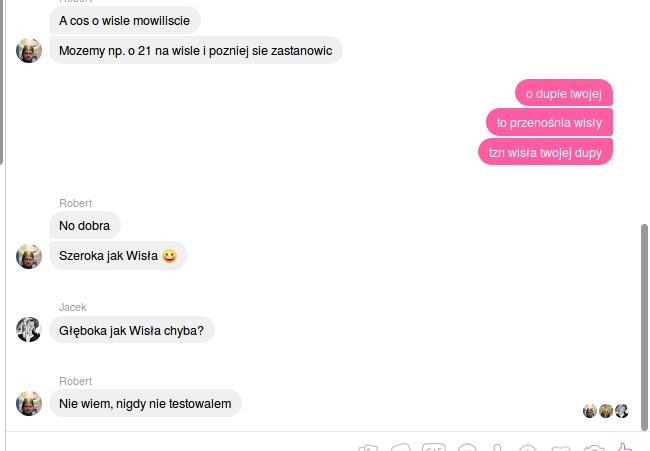 Robert
A cos o wisle mowiliscie
Mozemy np. o 21 na wisle i pozniej sie zastanowic
o dupie twojej
to przenośnia wisły
tzn wisła twojej dupy
Robert
No dobra
Szeroka jak Wisła
Jacek
Głęboka jak Wisła chyba?
Robert
Nie wiem, nigdy nie testowalem
GIF